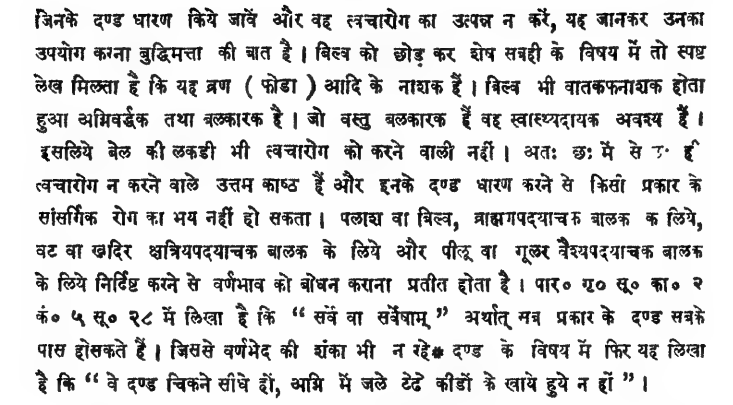 जिनके दण्ड धारण किये जावें और वह त्वचारोग का उत्पन्न न करें, यह जानकर उनका
उपयोग करना बुद्धिमत्ता की बात है । बिल्व को छोड़ कर शेष सबही के विषय में तो स्पष्ट
लेख मिलता है कि यह व्रण ( फोडा ) आदि के नाशक हैं । बिल्व भी वातकफनाशक होता
हुआ अग्निवर्द्धक तथा बलकारक है । जो वस्तु बलकारक हैं वह स्वास्थ्यदायक अवश्य हैं ।
इसलिये बेल की लकडी भी त्वचारोग को करने वाली नहीं । अतः छः में से
त्वचारोग न करने वाले उत्तम काष्ठ हैं और इनके दण्ड धारण करने से किसी प्रकार के
सांसर्गिक रोग का भय नहीं हो सकता । पलाश वा बिल्व, ब्राह्मणपदयाचक बालक क लिये,
वट वा खदिर क्षत्रियपदयाचक बालक के लिये और पीलू वा गूलर वैश्यपदयाचक बालक
के लिये निर्दिष्ट करने से वर्णभाव को बोधन कराना प्रतीत होता है । पार० गृ० सू० का० २
कं० ५ सू० २८ में लिखा है कि “ सर्वे वा सर्वेषाम् ” अर्थात् सब प्रकार के दण्ड सबके
पास होसकते हैं । जिससे वर्णभेद की शंका भी न रहे* दण्ड के विषय में फिर यह लिखा
है कि “ वे दण्ड चिकने सीधे हों, अग्नि में जले टेढे कीडों के खाये हुये न हों ” ।